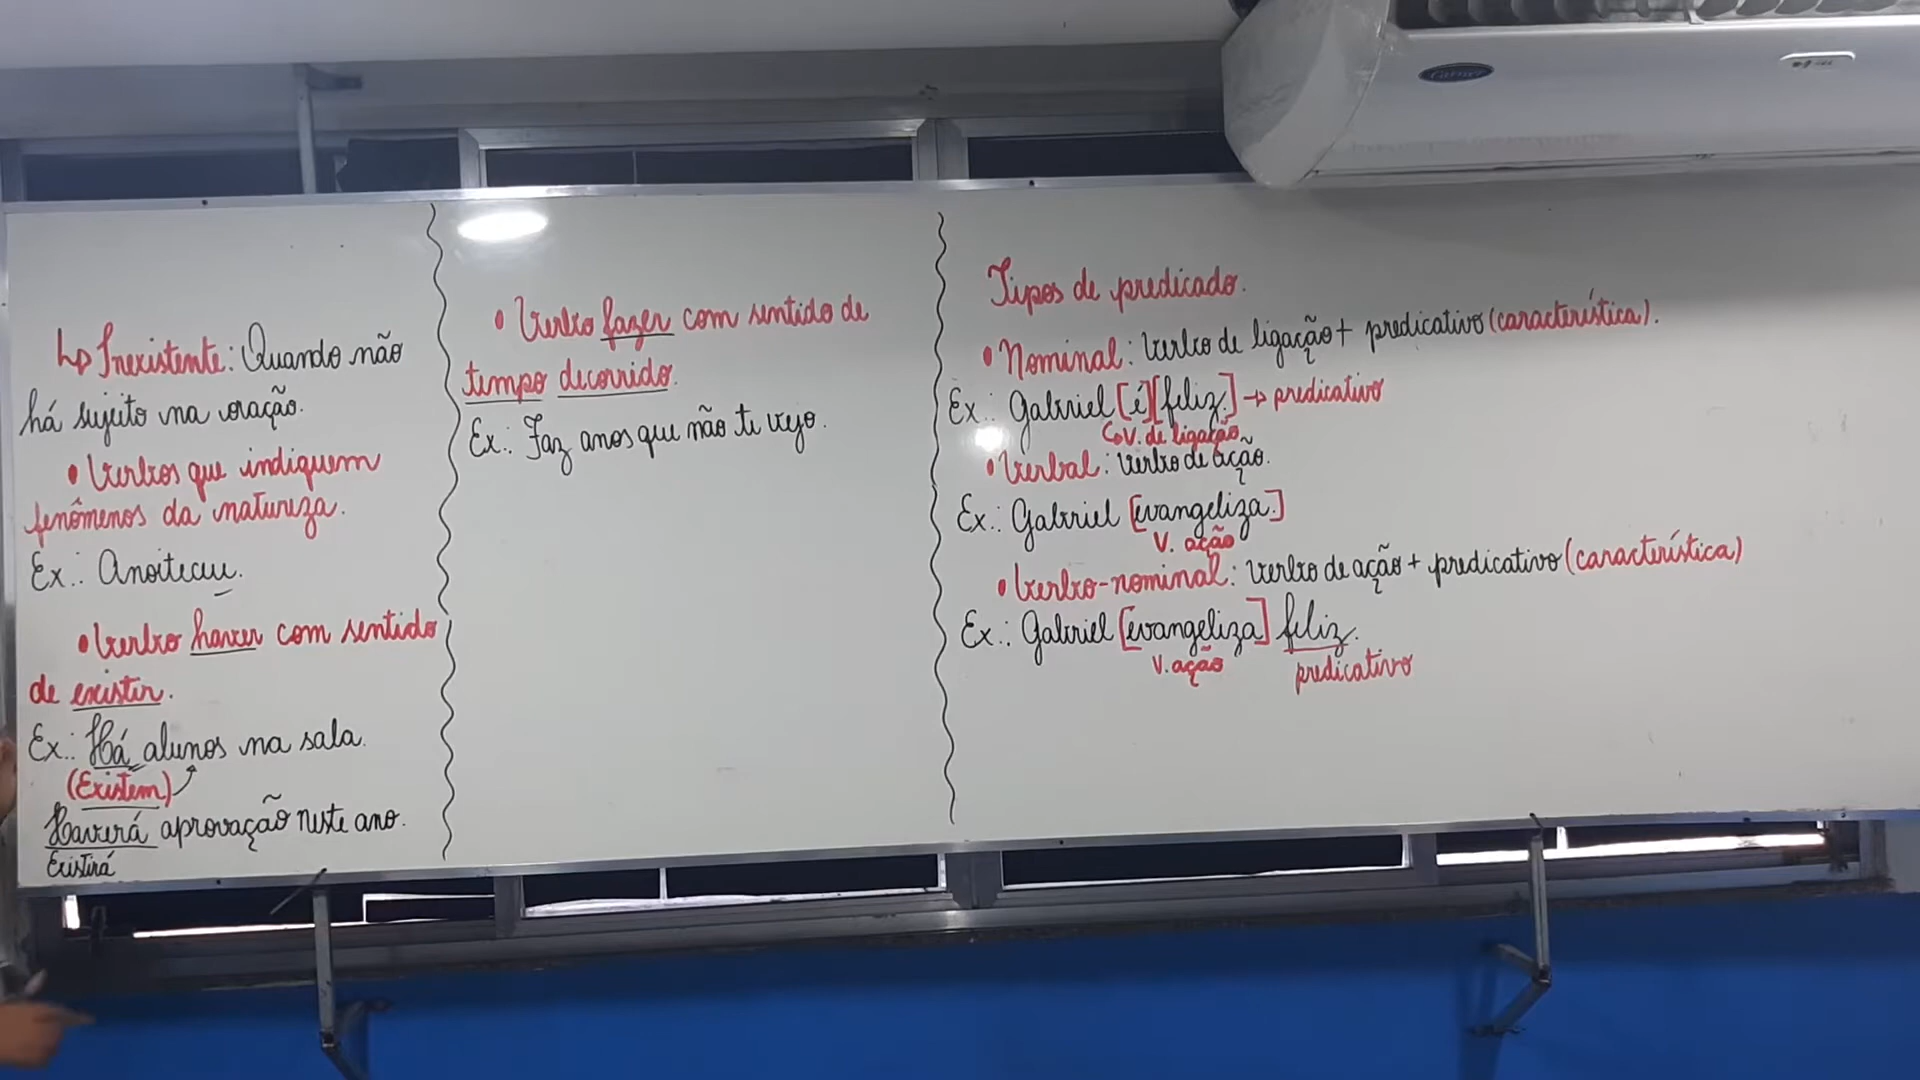 ↳ Inexistente: Quando não
há sujeito na oração.
• Verbos que indiquem
fenômenos da natureza.
Ex.: Anoiteceu.
• Verbo haver com sentido
de existir.
Ex.: Há alunos na sala.
(Existem)
Haverá aprovação neste ano.
Existirá
• Verbo fazer com sentido de
tempo decorrido.
Ex.: Faz anos que não te vejo.
Tipos de predicado.
• Nominal: Verbo de ligação + predicativo (característica).
Ex.: Gabriel [é][feliz.] → predicativo
↳ V. de ligação
• Verbal: Verbo de ação.
Ex.: Gabriel [evangeliza.]
V. ação
• Verbo-nominal: Verbo de ação + predicativo (característica)
Ex.: Gabriel [evangeliza] feliz.
V. ação predicativo
Carrier